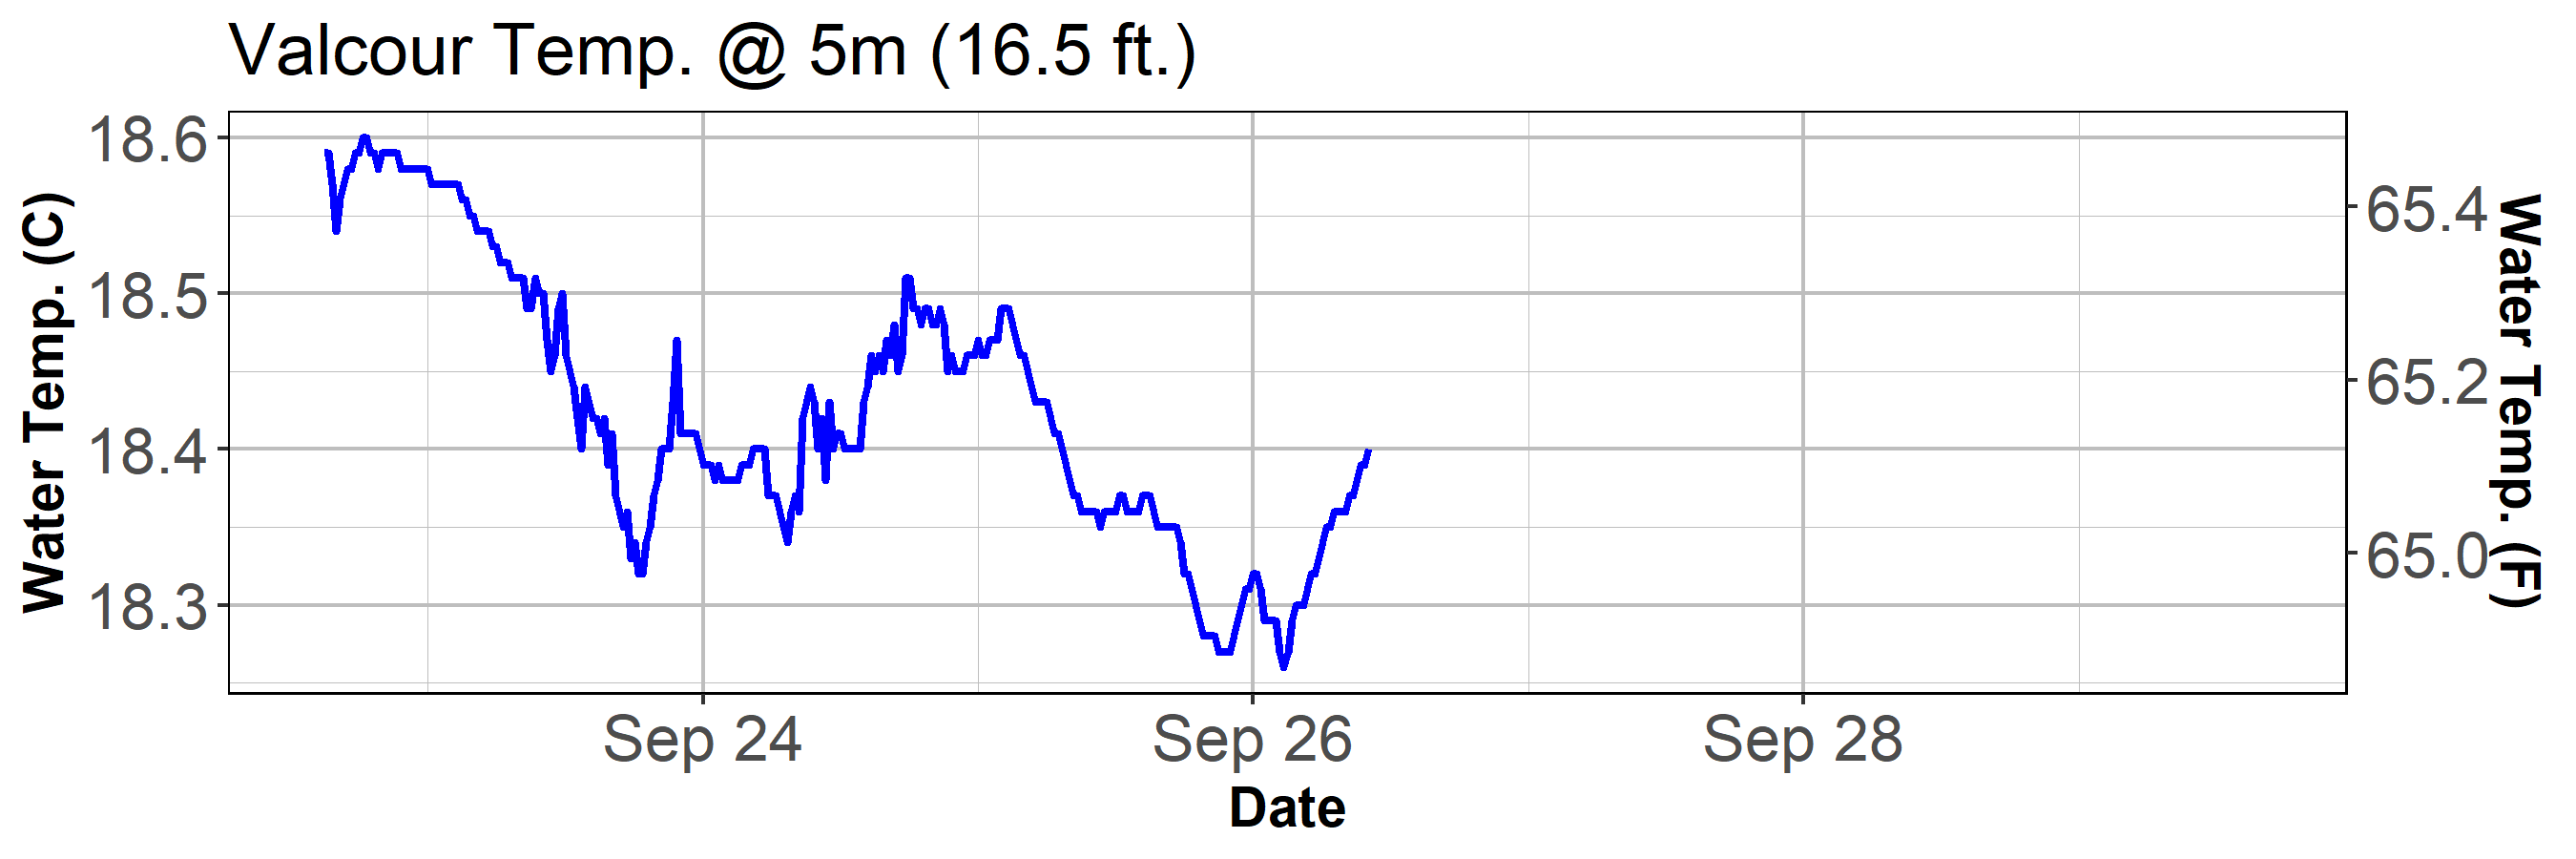 Valcour Temp. @ 5m (16.5 ft.)
Water Temp. (C)
18.6
18.5
18.4
18.3
65.4
65.2
65.0
Water Temp. (F)
Sep 24
Sep 26
Sep 28
Date